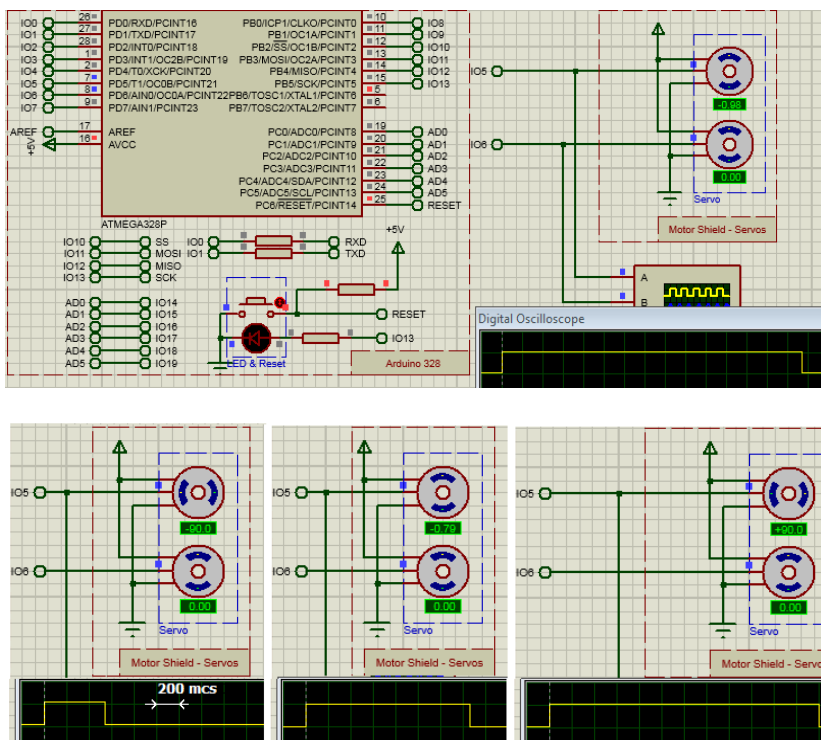 IO0 26 PD0/RXD/PCINT16 PB0/ICP1/CLKO/PCINT0 10 IO8
IO1 27 PD1/TXD/PCINT17 PB1/OC1A/PCINT1 11 IO9
IO2 28 PD2/INT0/PCINT18 PB2/SS/OC1B/PCINT2 12 IO10
IO3 1 PD3/INT1/OC2B/PCINT19 PB3/MOSI/OC2A/PCINT3 13 IO11
IO4 2 PD4/T0/XCK/PCINT20 PB4/MISO/PCINT4 14 IO12
IO5 7 PD5/T1/OC0B/PCINT21 PB5/SCK/PCINT5 15 IO13
IO6 8 PD6/AIN0/OC0A/PCINT22 PB6/TOSC1/XTAL1/PCINT6 5
IO7 9 PD7/AIN1/PCINT23 PB7/TOSC2/XTAL2/PCINT7 6
AREF 17 AREF PC0/ADC0/PCINT8 19 AD0
+5V 16 AVCC PC1/ADC1/PCINT9 20 AD1
PC2/ADC2/PCINT10 21 AD2
PC3/ADC3/PCINT11 22 AD3
PC4/ADC4/SDA/PCINT12 23 AD4
PC5/ADC5/SCL/PCINT13 24 AD5
PC6/RESET/PCINT14 25 RESET
ATMEGA328P
IO10 SS IO0 RXD
IO11 MOSI IO1 TXD
IO12 MISO
IO13 SCK
+5V
AD0 IO14
AD1 IO15 RESET
AD2 IO16
AD3 IO17 IO13
AD4 IO18
AD5 IO19
LED & Reset
Arduino 328
IO5
-0.98
IO6
0.00
Servo
Motor Shield - Servos
A
B
Digital Oscilloscope
IO5
-90.0
IO6
0.00
Servo
Motor Shield - Servos
200 mcs
IO5
-0.79
IO6
0.00
Servo
Motor Shield - Servos
IO5
+90.0
IO6
0.00
Servo
Motor Shield - Servo